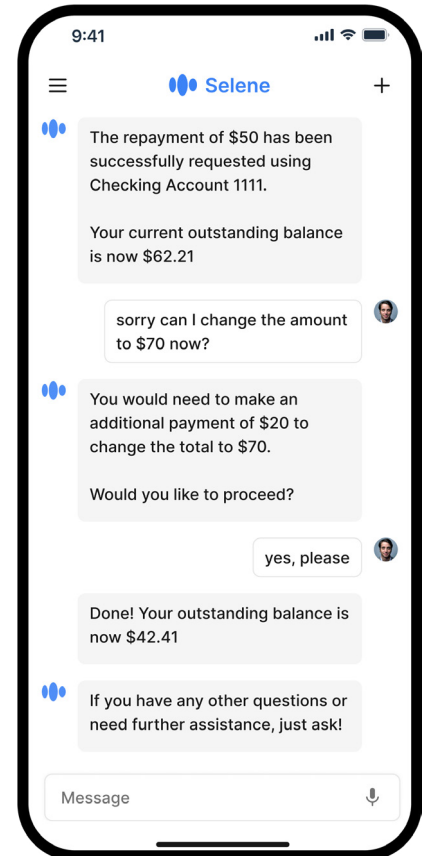 9:41
Selene
The repayment of $50 has been
successfully requested using
Checking Account 1111.
Your current outstanding balance
is now $62.21
sorry can I change the amount
to $70 now?
You would need to make an
additional payment of $20 to
change the total to $70.
Would you like to proceed?
yes, please
Done! Your outstanding balance is
now $42.41
If you have any other questions or
need further assistance, just ask!
Message